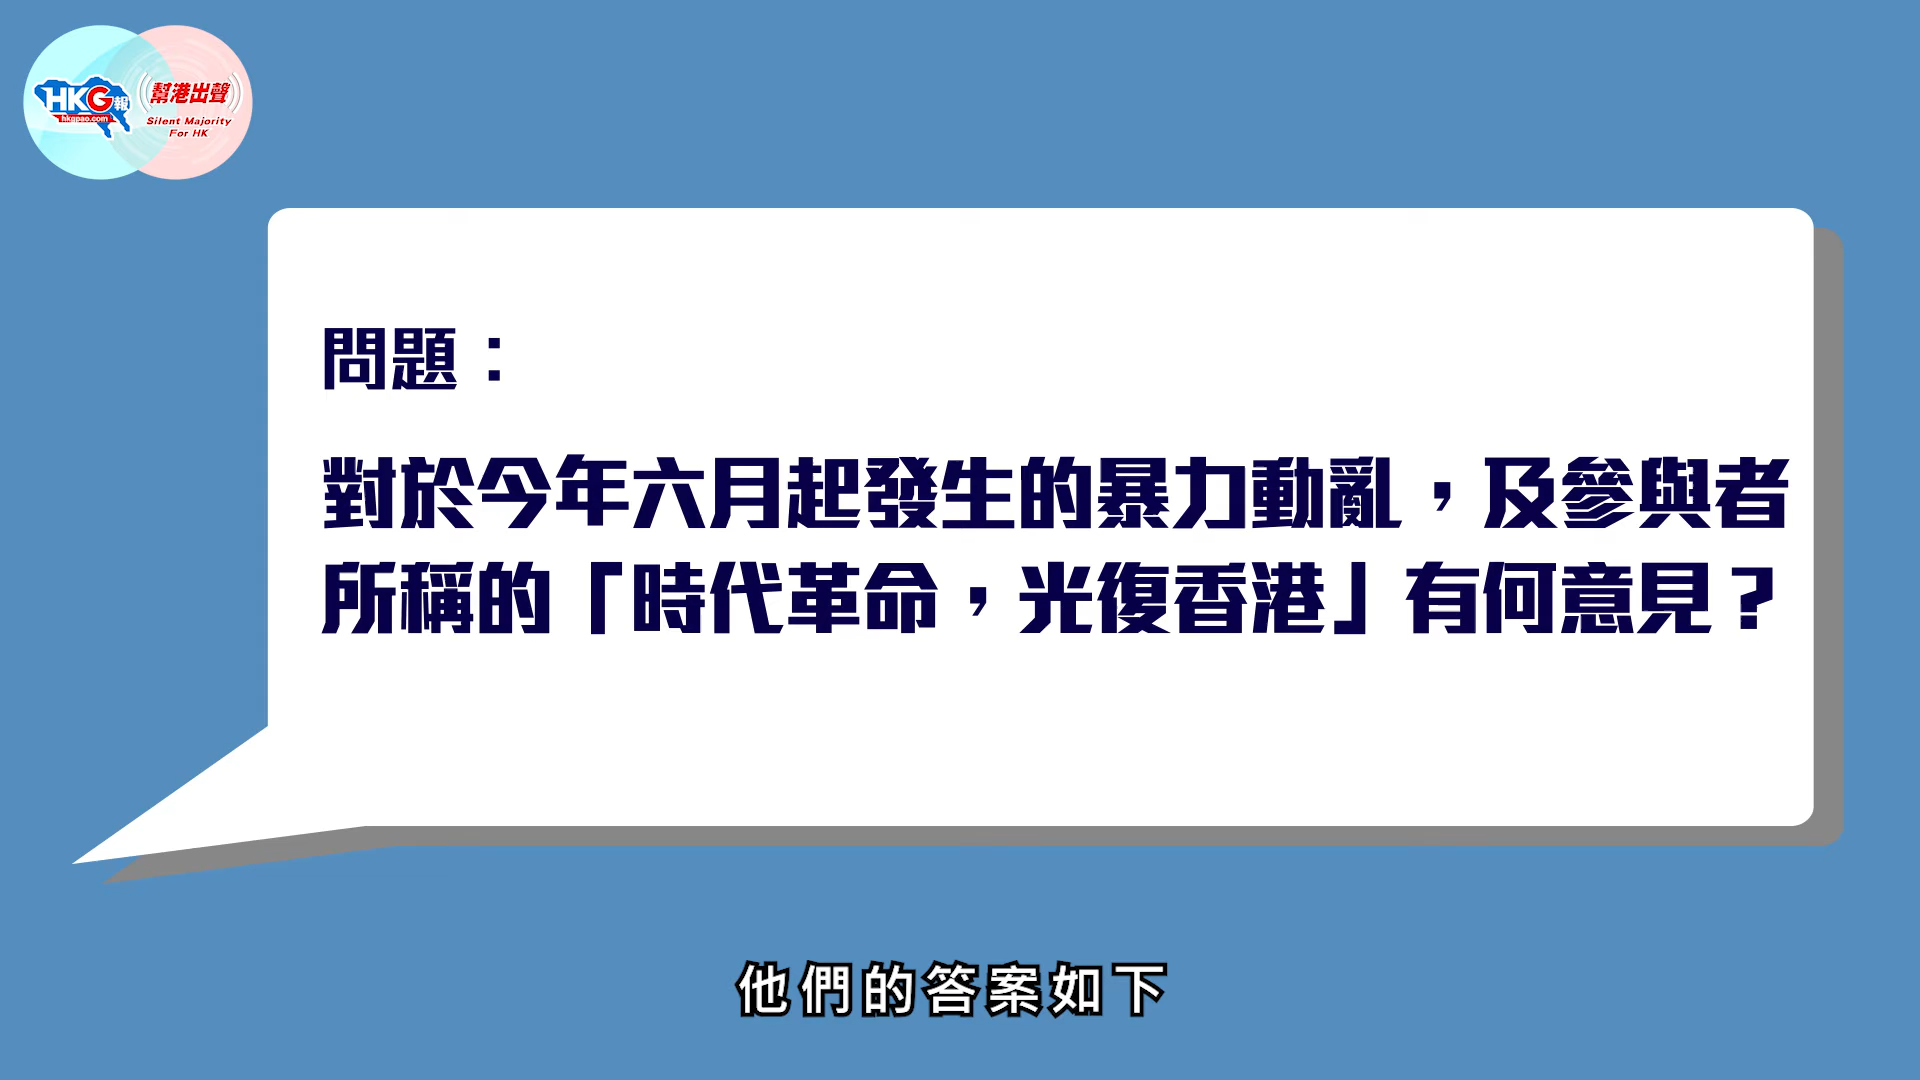 HKG報
hkgpao.com
幫港出聲
Silent Majority
For HK
問題：
對於今年六月起發生的暴力動亂，及參與者
所稱的「時代革命，光復香港」有何意見？
他們的答案如下